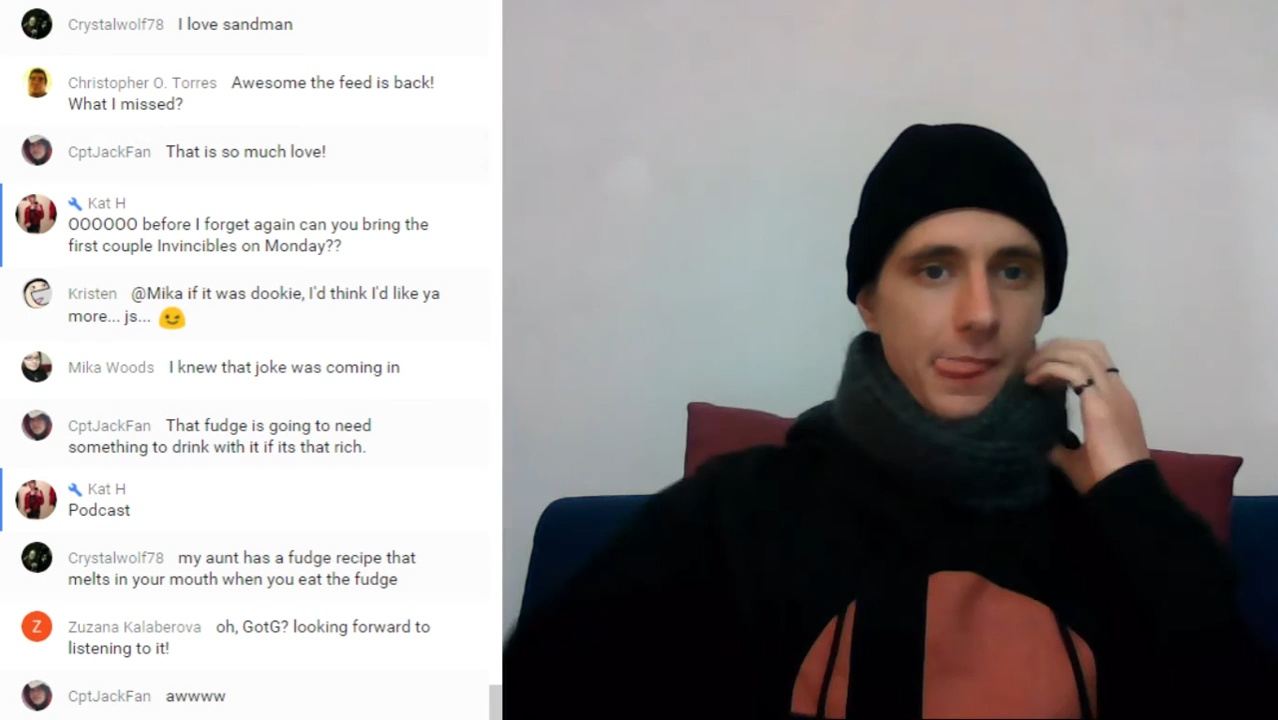 Crystalwolf78 I love sandman
Christopher O. Torres Awesome the feed is back!
What I missed?
CptJackFan That is so much love!
Kat H
OOOOOO before I forget again can you bring the
first couple Invincibles on Monday??
Kristen @Mika if it was dookie, I'd think I'd like ya
more... js... 😉
Mika Woods I knew that joke was coming in
CptJackFan That fudge is going to need
something to drink with it if its that rich.
Kat H
Podcast
Crystalwolf78 my aunt has a fudge recipe that
melts in your mouth when you eat the fudge
Z
Zuzana Kalaberova oh, GotG? looking forward to
listening to it!
CptJackFan awwww